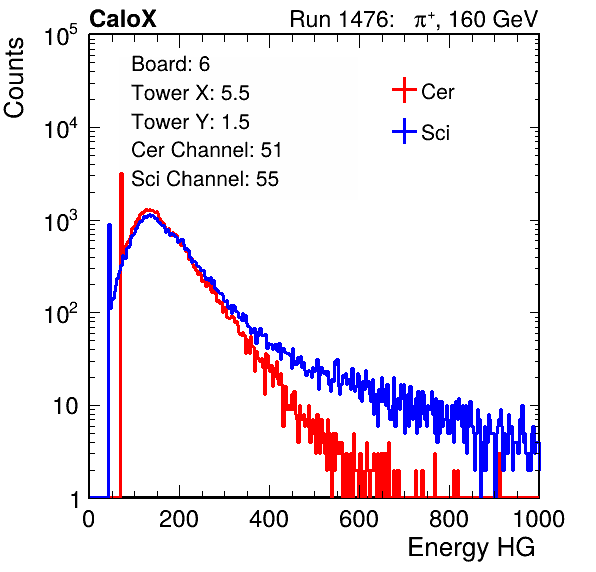 CaloX Run 1476: π⁺, 160 GeV
Board: 6
Tower X: 5.5
Tower Y: 1.5
Cer Channel: 51
Sci Channel: 55
Cer
Sci
Counts
10⁵
10⁴
10³
10²
10
1
0 200 400 600 800 1000
Energy HG